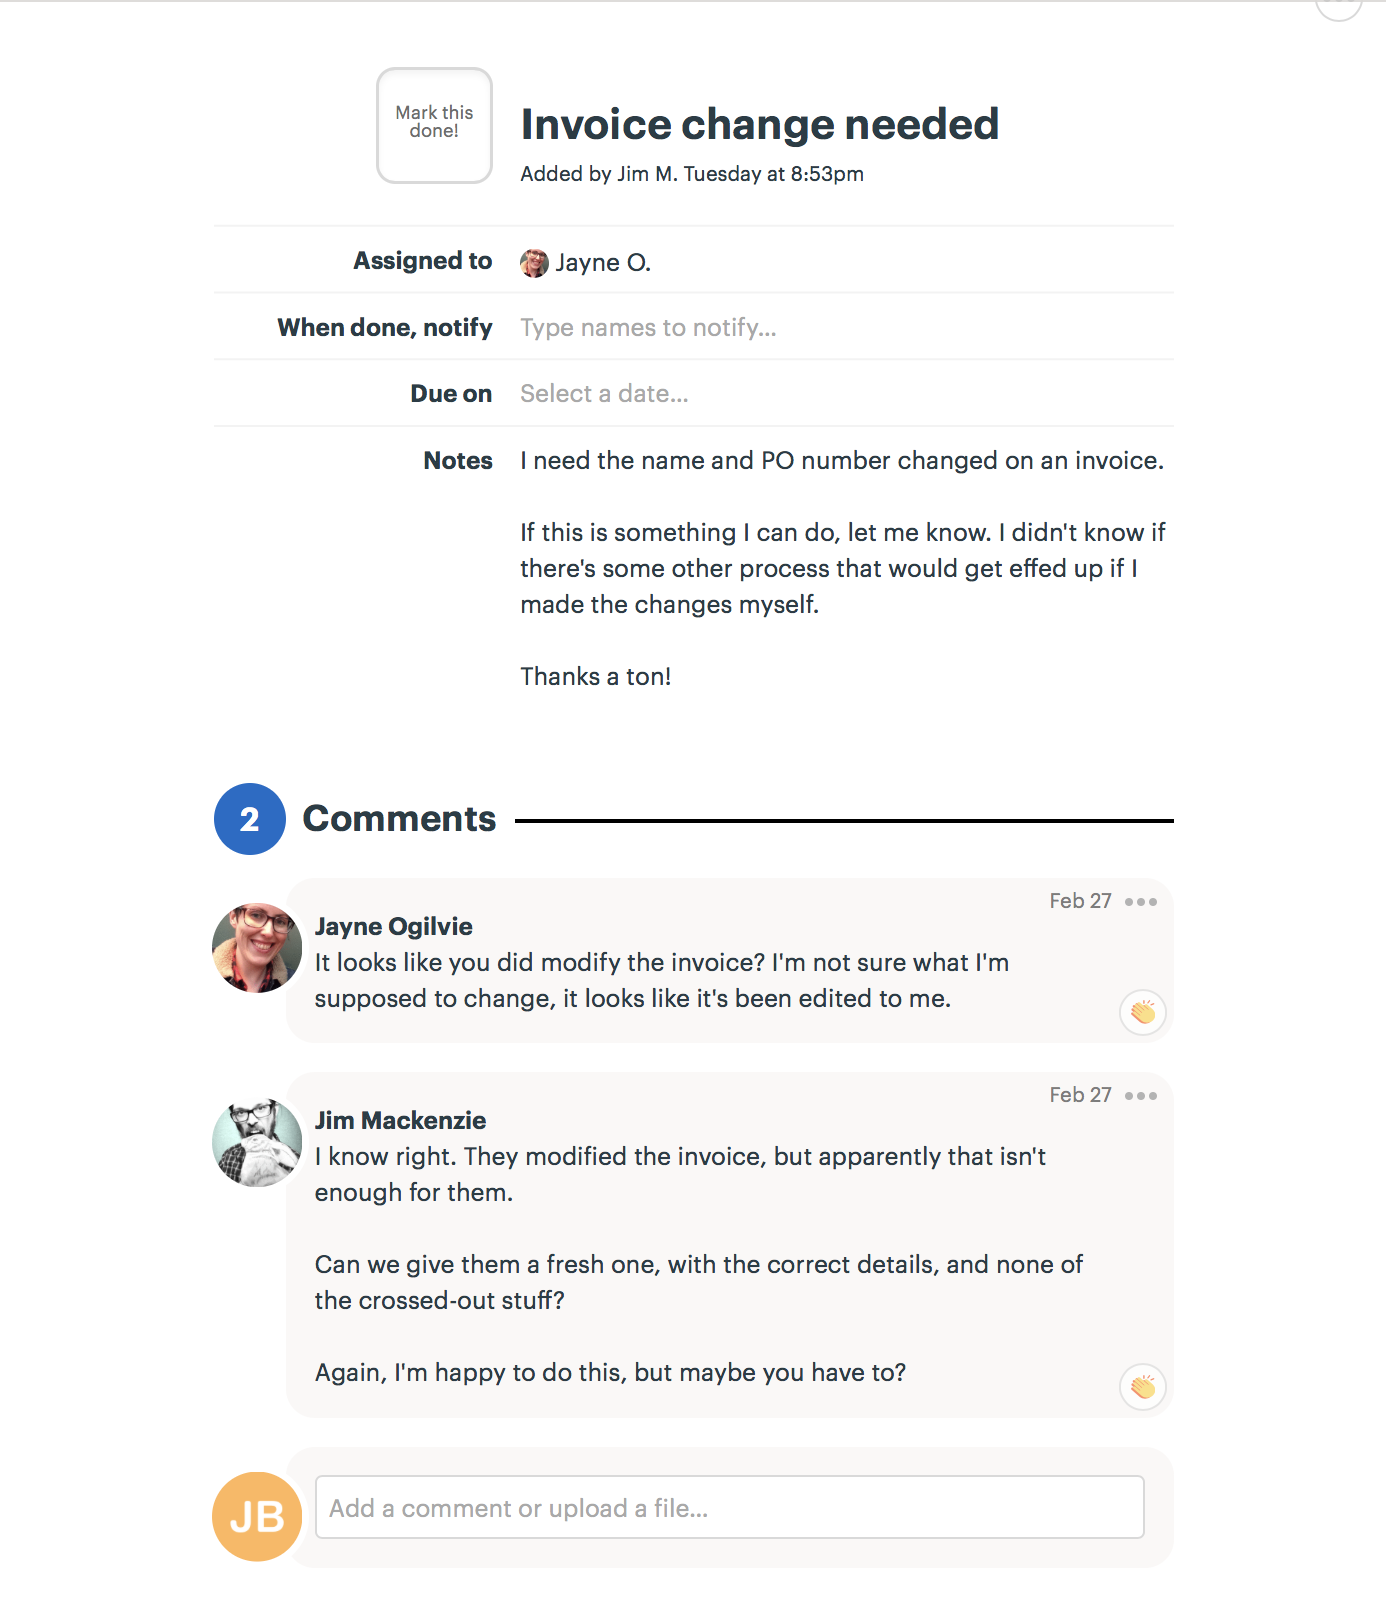 Mark this
done!
Invoice change needed
Added by Jim M. Tuesday at 8:53pm
Assigned to Jayne O.
When done, notify Type names to notify...
Due on Select a date...
Notes I need the name and PO number changed on an invoice.
If this is something I can do, let me know. I didn't know if
there's some other process that would get effed up if I
made the changes myself.
Thanks a ton!
2 Comments
Feb 27
Jayne Ogilvie
It looks like you did modify the invoice? I'm not sure what I'm
supposed to change, it looks like it's been edited to me.
Feb 27
Jim Mackenzie
I know right. They modified the invoice, but apparently that isn't
enough for them.
Can we give them a fresh one, with the correct details, and none of
the crossed-out stuff?
Again, I'm happy to do this, but maybe you have to?
JB
Add a comment or upload a file...